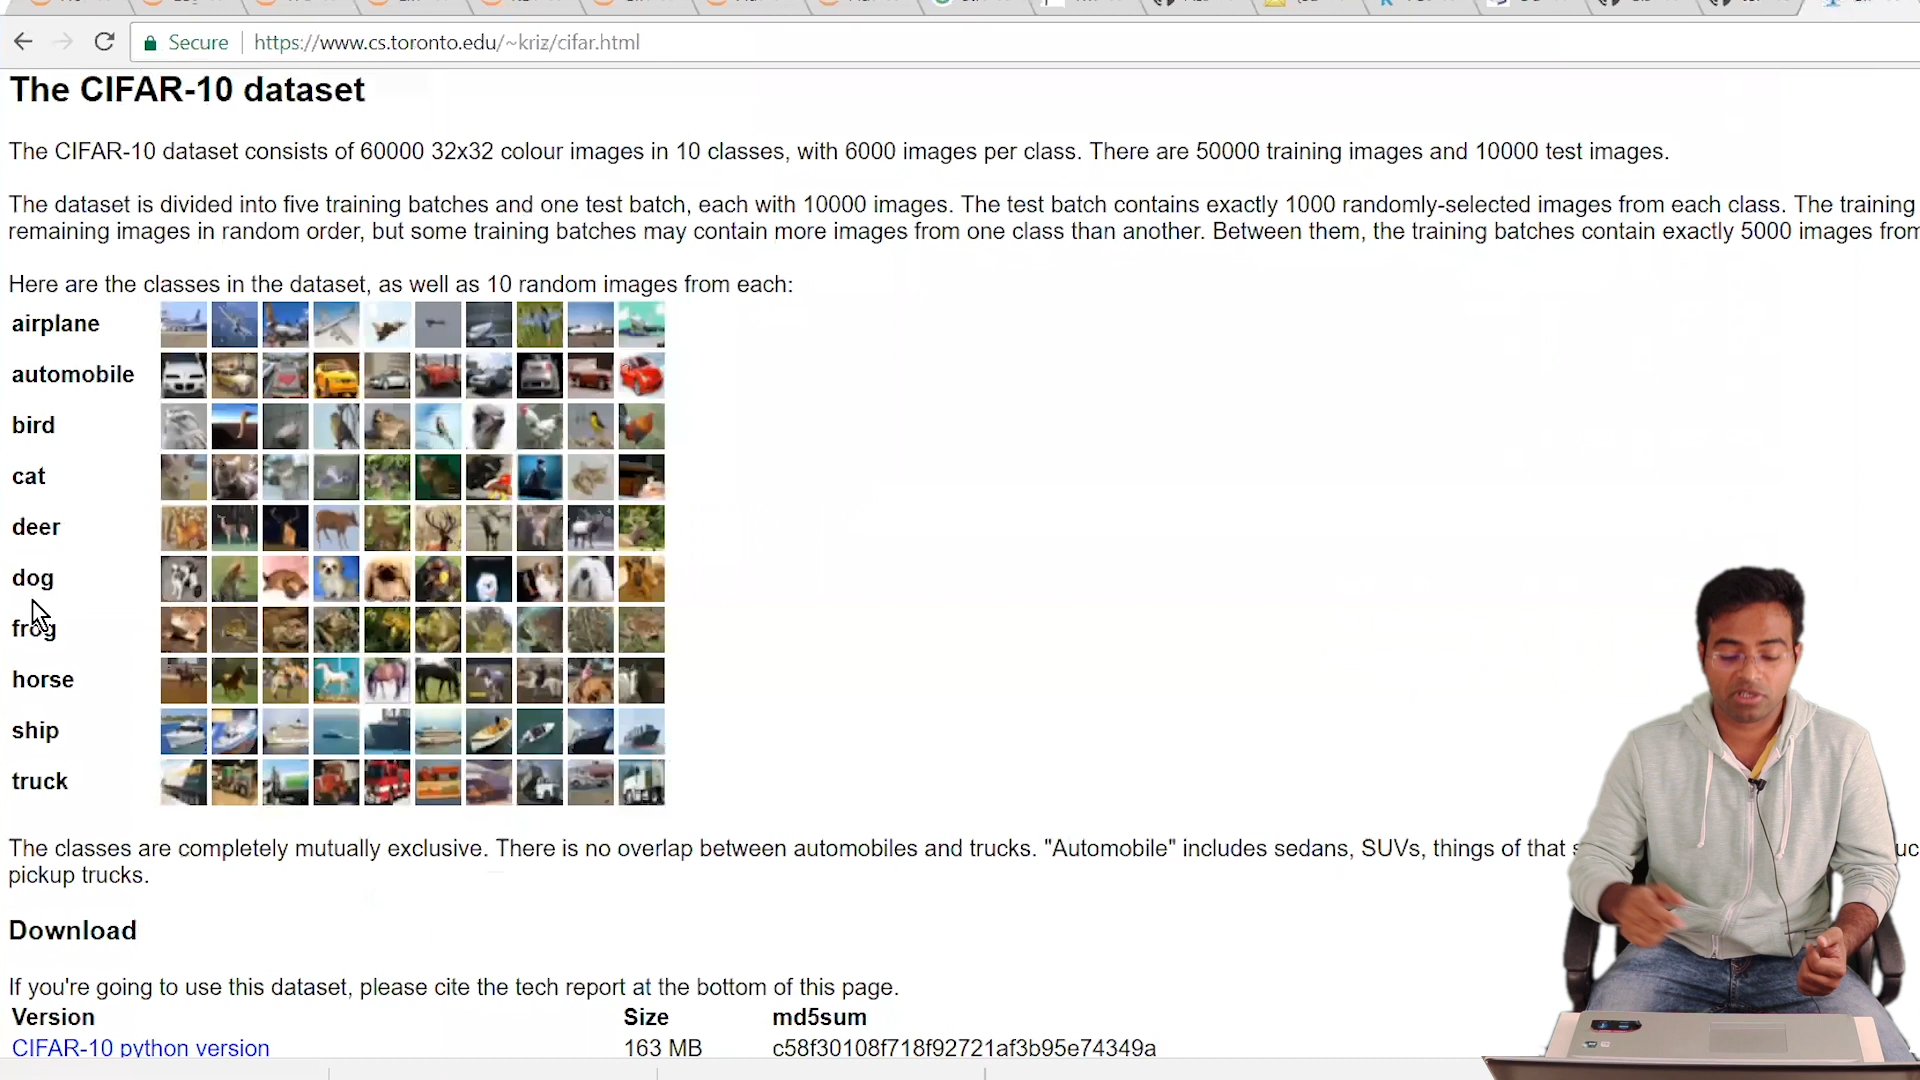 Secure
https://www.cs.toronto.edu/~kriz/cifar.html
The CIFAR-10 dataset
The CIFAR-10 dataset consists of 60000 32x32 colour images in 10 classes, with 6000 images per class. There are 50000 training images and 10000 test images.
The dataset is divided into five training batches and one test batch, each with 10000 images. The test batch contains exactly 1000 randomly-selected images from each class. The training
remaining images in random order, but some training batches may contain more images from one class than another. Between them, the training batches contain exactly 5000 images from
Here are the classes in the dataset, as well as 10 random images from each:
airplane
automobile
bird
cat
deer
dog
frog
horse
ship
truck
The classes are completely mutually exclusive. There is no overlap between automobiles and trucks. "Automobile" includes sedans, SUVs, things of that
pickup trucks.
Download
If you're going to use this dataset, please cite the tech report at the bottom of this page.
Version Size md5sum
CIFAR-10 python version 163 MB c58f30108f718f92721af3b95e74349a